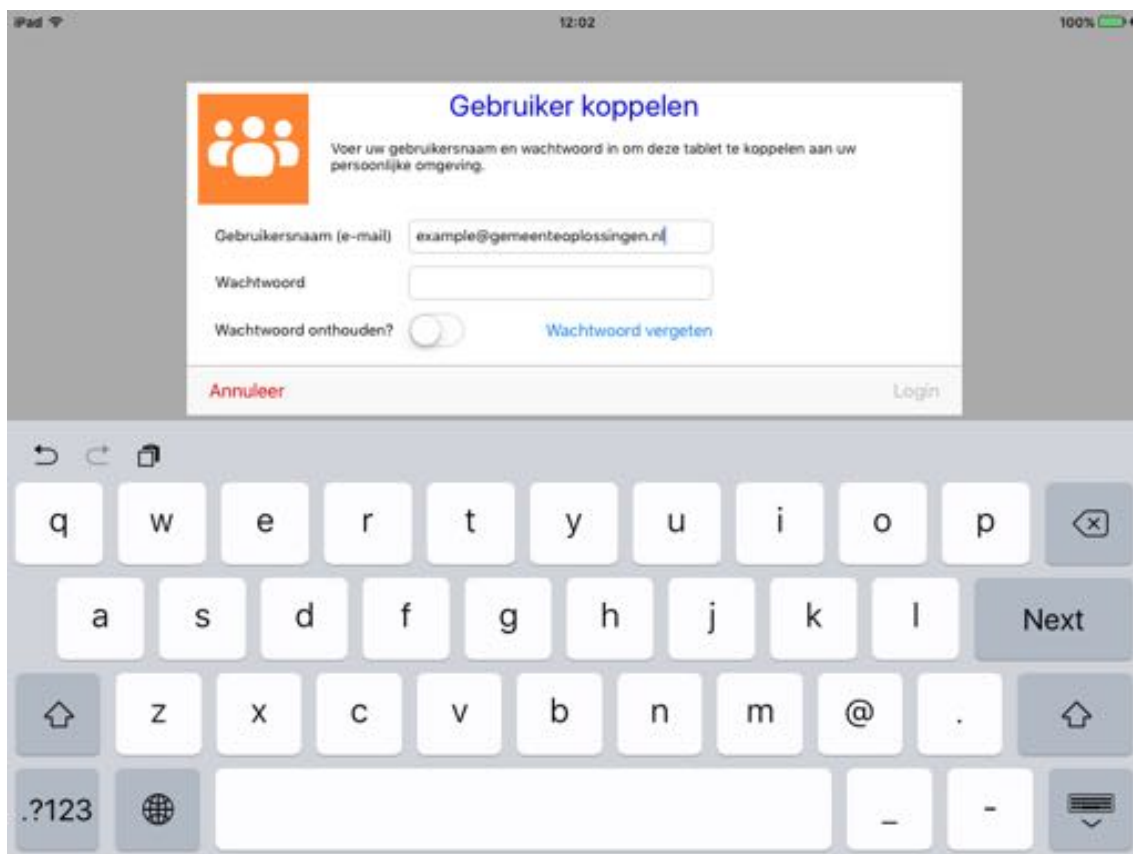 iPad 12:02 100%
Gebruiker koppelen
Voer uw gebruikersnaam en wachtwoord in om deze tablet te koppelen aan uw
persoonlijke omgeving.
Gebruikersnaam (e-mail) example@gemeenteoplossingen.nl
Wachtwoord
Wachtwoord onthouden? Wachtwoord vergeten
Annuleer Login
q w e r t y u i o p
a s d f g h j k l Next
z x c v b n m @ .
.?123 _ -